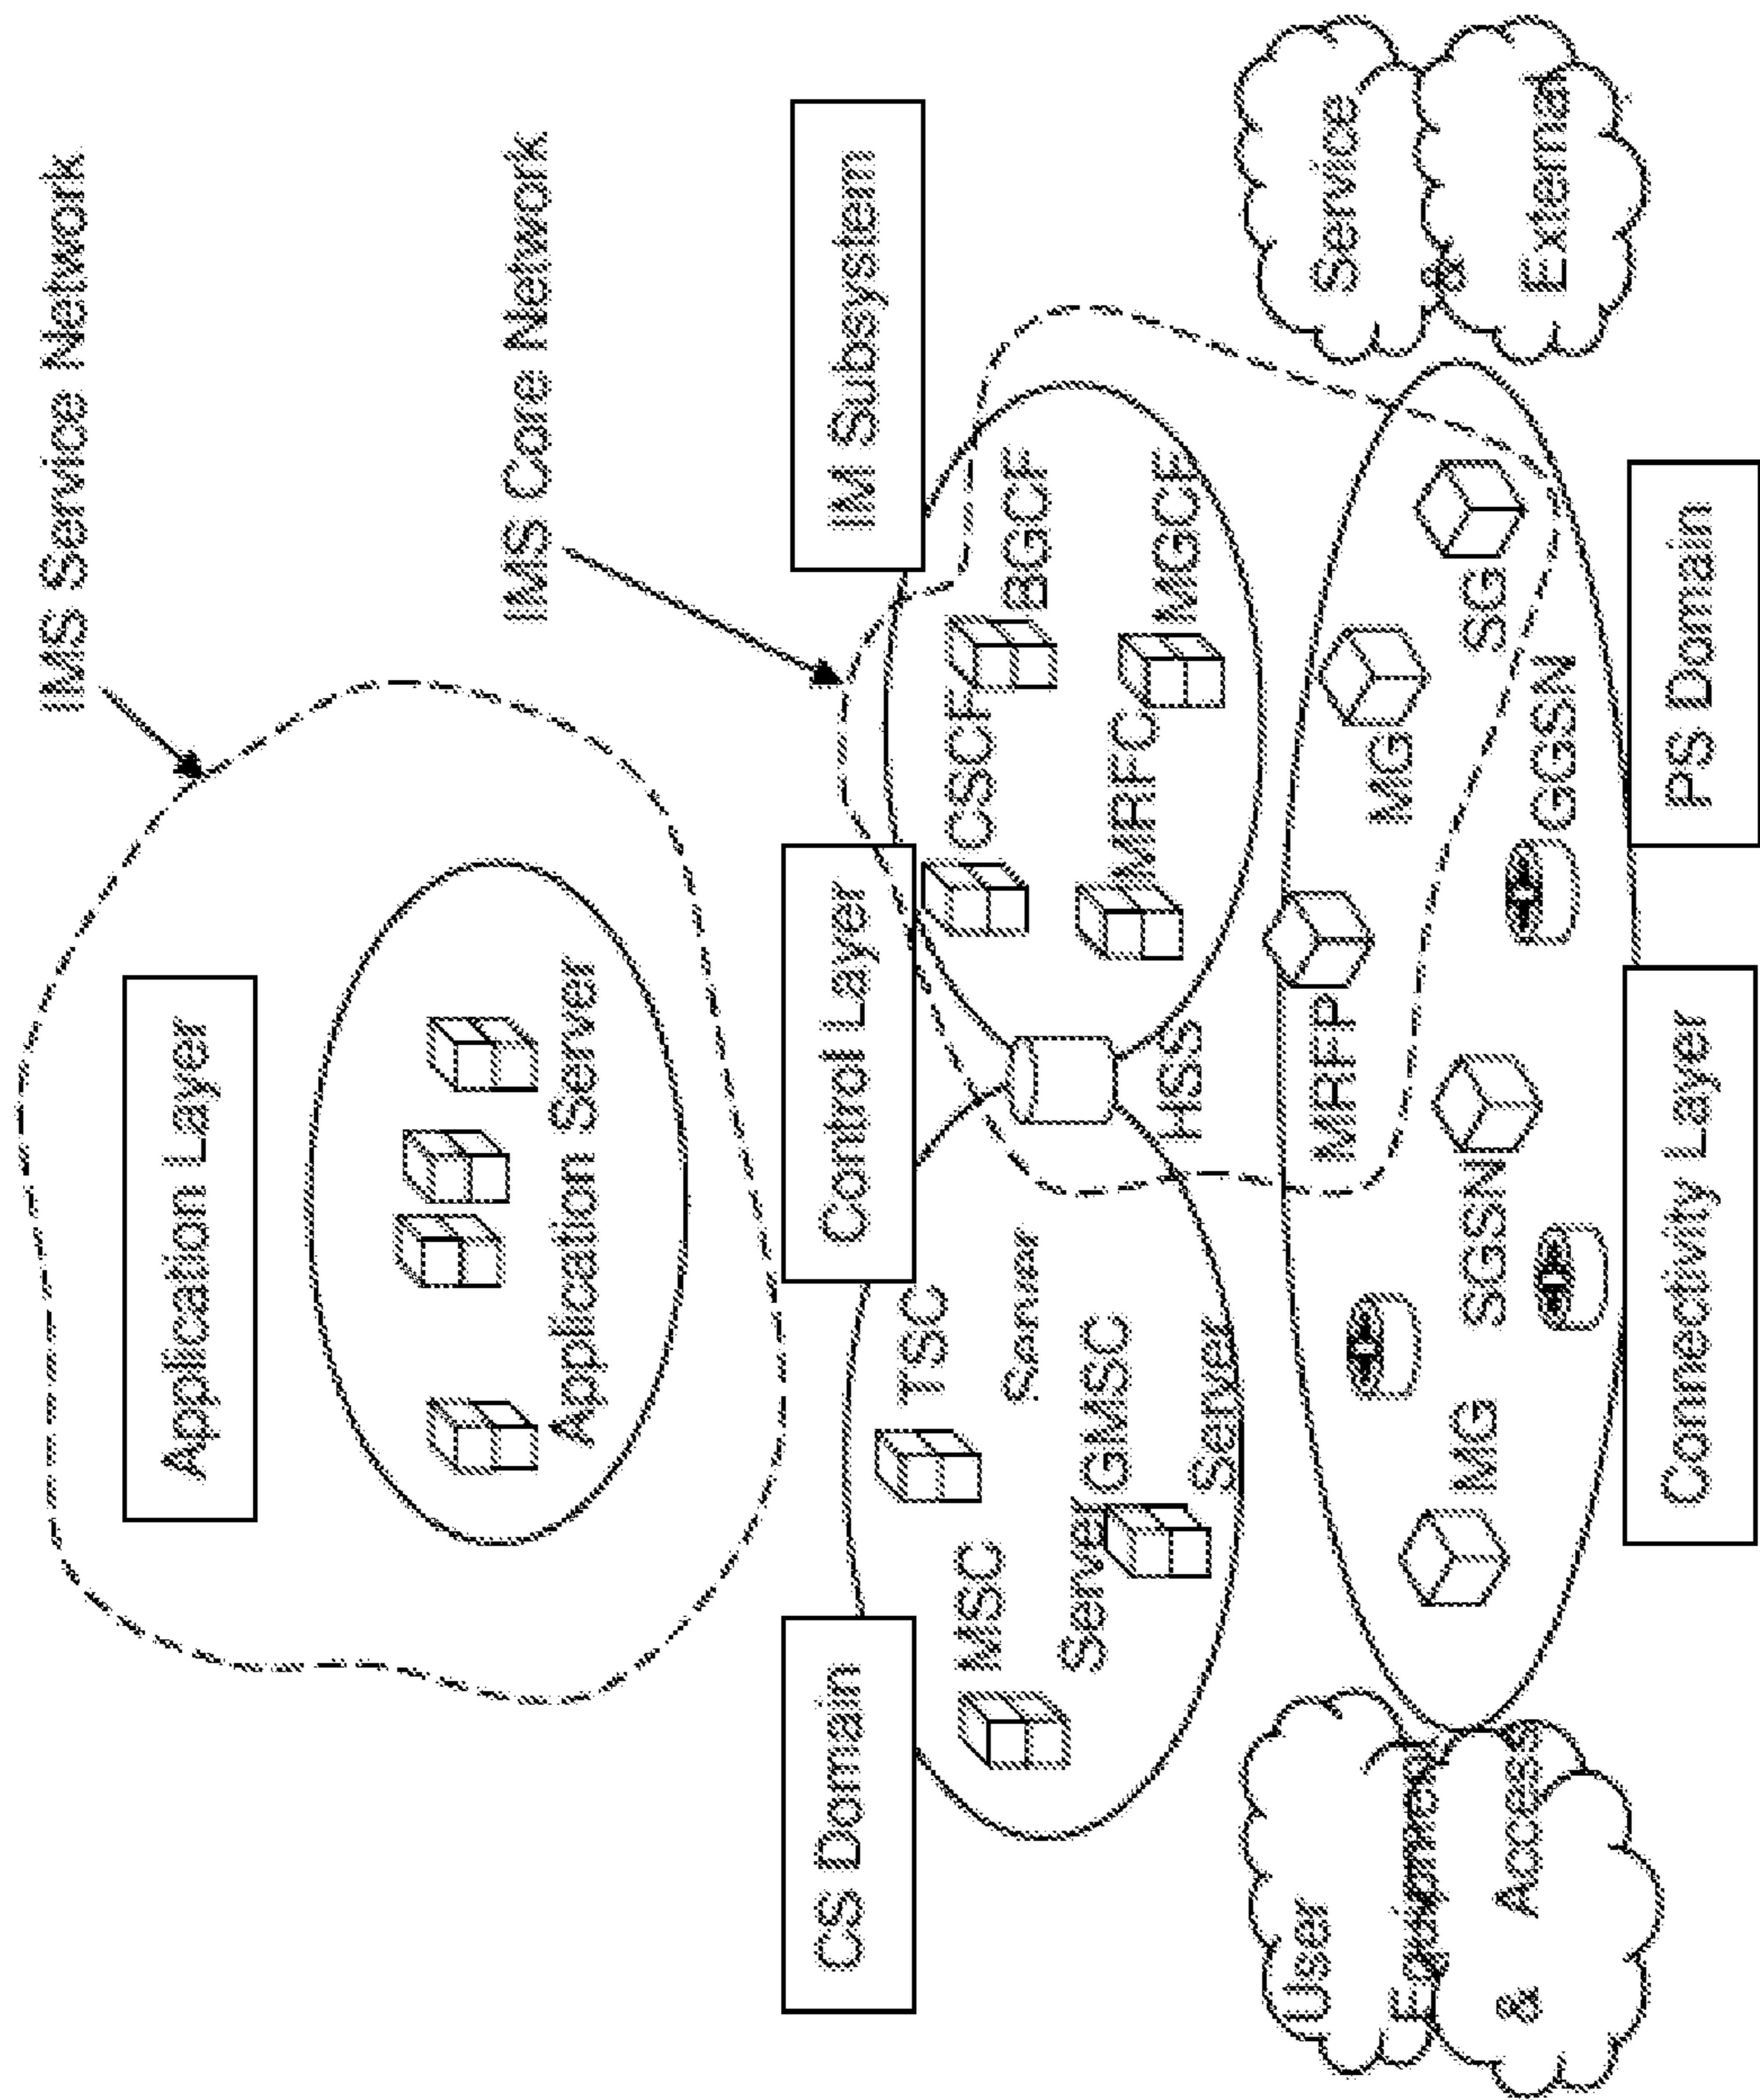 IMS Service Network
Application Layer
Application Server
IMS Core Network
CS Domain
Control Layer
IM Subsystem
TSC
Server
MSC
Server
GMSC
Server
CSCF
BGCF
MRFC
MGCF
HSS
User
Equipment
& Access
MRFP
MG
SG
MG
SGSN
GGSN
Service
&
External
Connectivity Layer
PS Domain